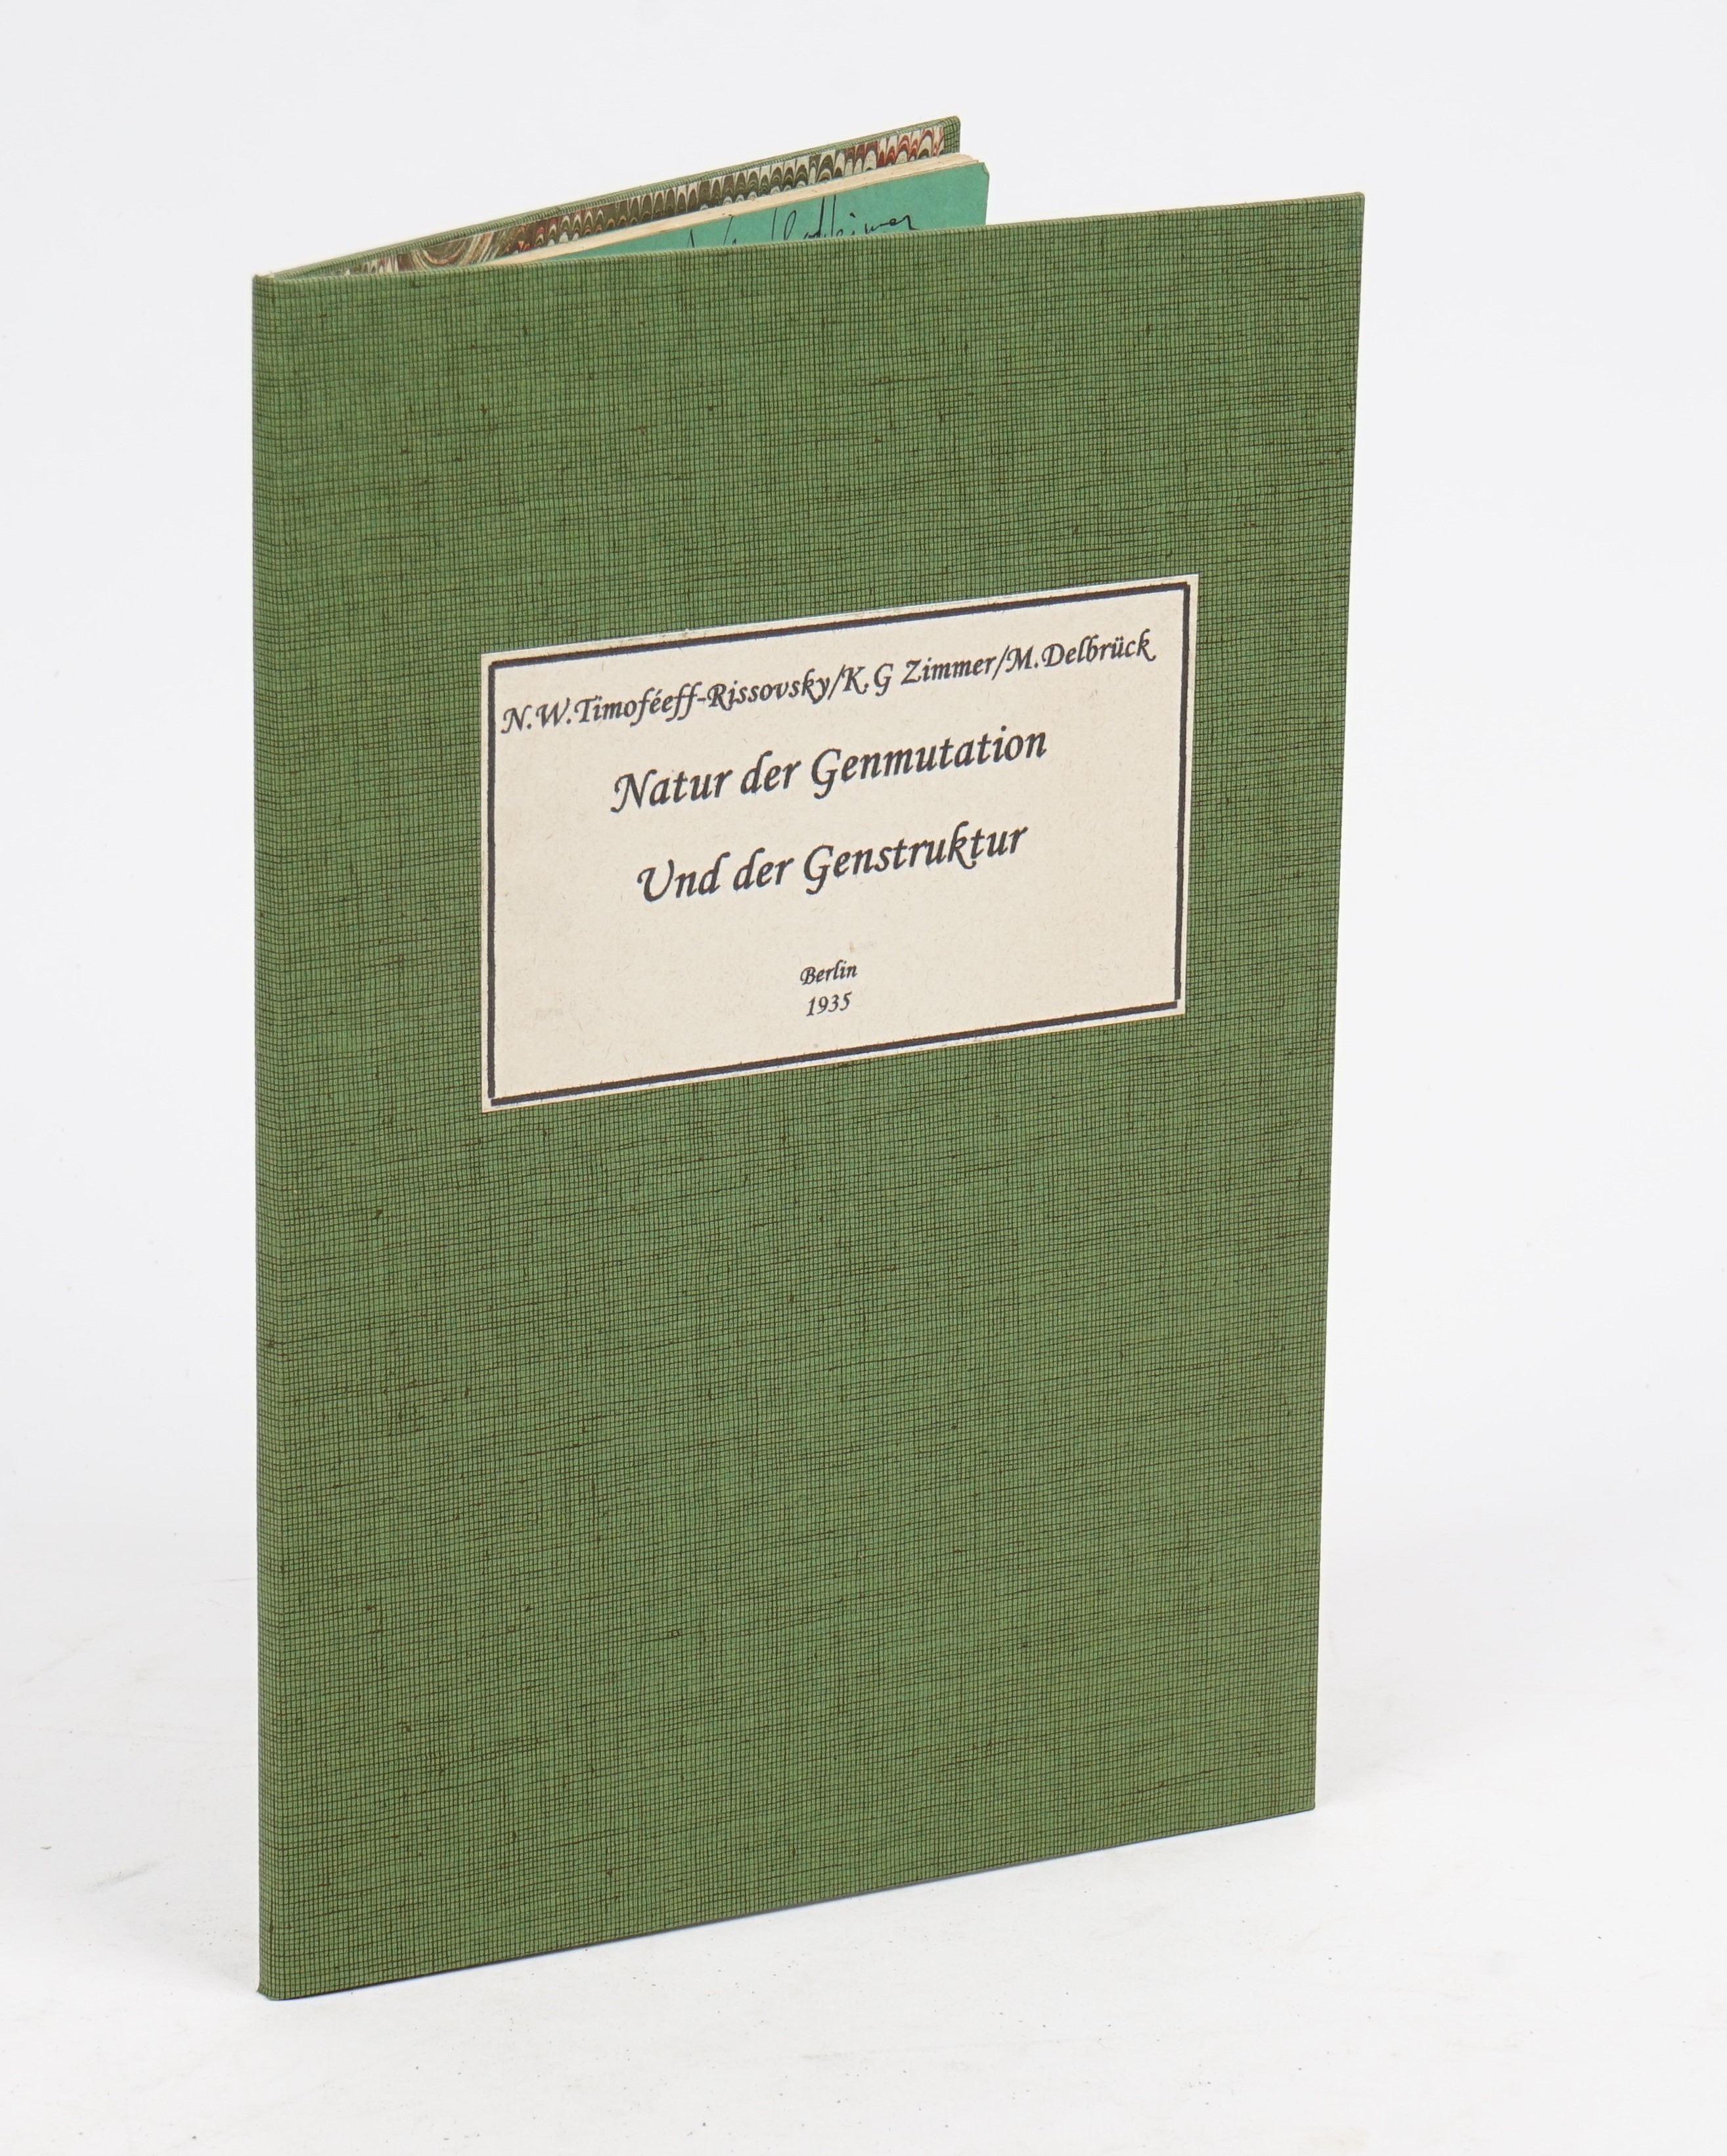 N.W.Timoféeff-Rissovsky/K.G Zimmer/M.Delbrück
Natur der Genmutation
Und der Genstruktur
Berlin
1935